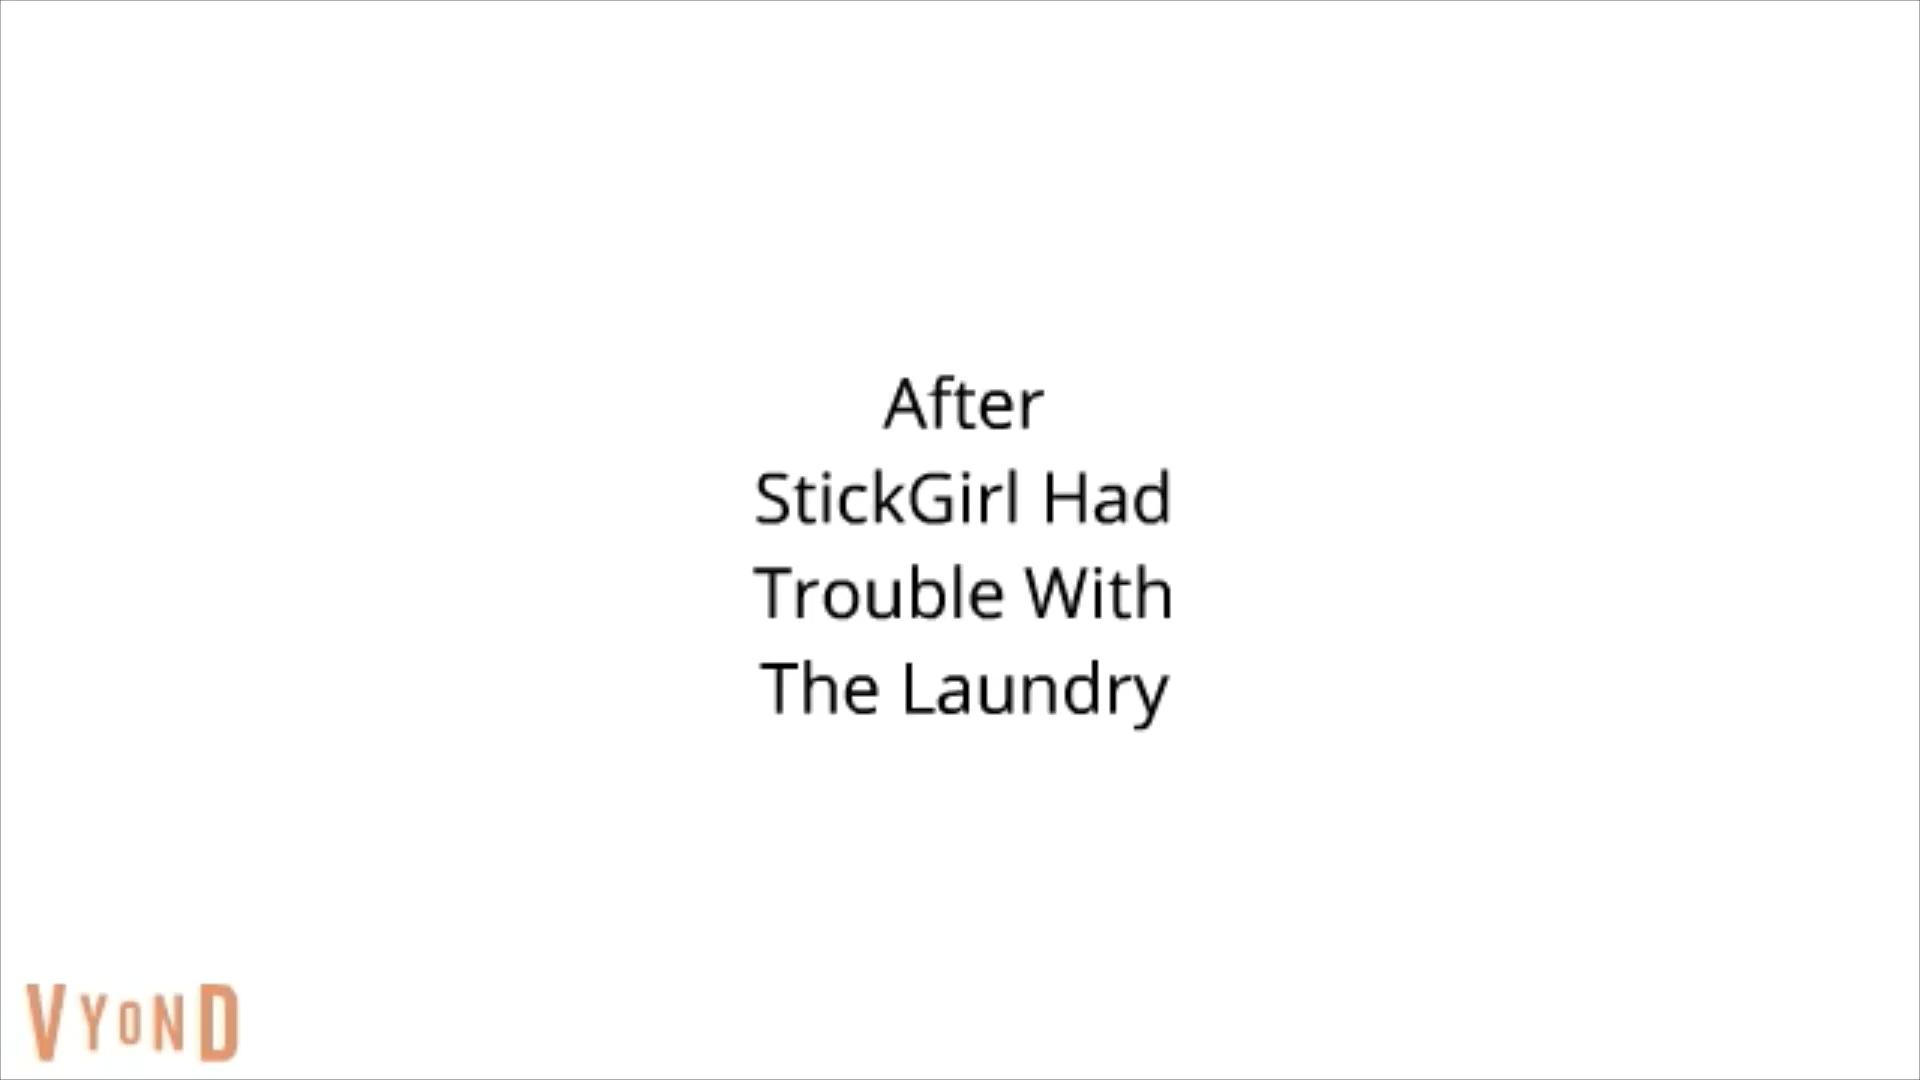 After
StickGirl Had
Trouble With
The Laundry
VYOND